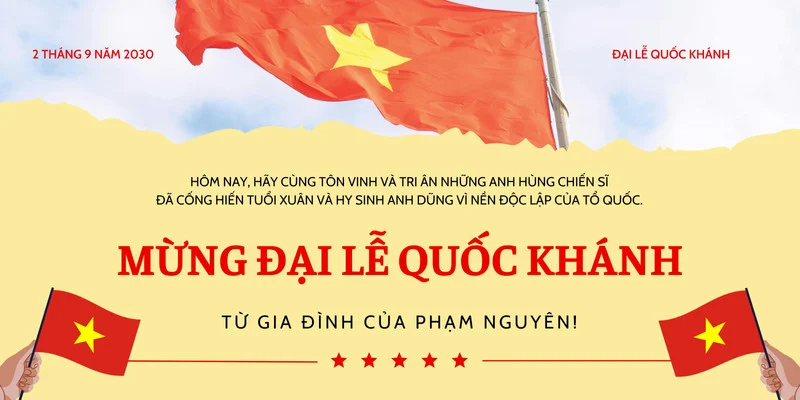 2 THÁNG 9 NĂM 2030
ĐẠI LỄ QUỐC KHÁNH
HÔM NAY, HÃY CÙNG TÔN VINH VÀ TRI ÂN NHỮNG ANH HÙNG CHIẾN SĨ
ĐÃ CỐNG HIẾN TUỔI XUÂN VÀ HY SINH ANH DŨNG VÌ NỀN ĐỘC LẬP CỦA TỔ QUỐC.
MỪNG ĐẠI LỄ QUỐC KHÁNH
TỪ GIA ĐÌNH CỦA PHẠM NGUYÊN!